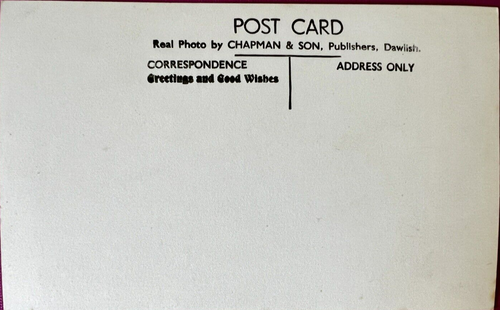 POST CARD
Real Photo by CHAPMAN & SON, Publishers, Dawlish.
CORRESPONDENCE
Greetings and Good Wishes
ADDRESS ONLY